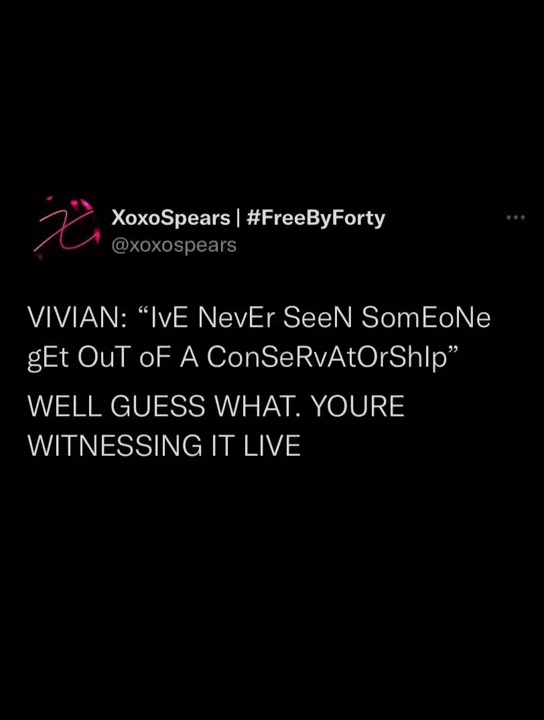 XoxoSpears | #FreeByForty
@xoxospears
VIVIAN: “IvE NevEr SeeN SomEoNe
gEt OuT oF A ConSeRvAtOrShIp”
WELL GUESS WHAT. YOURE
WITNESSING IT LIVE